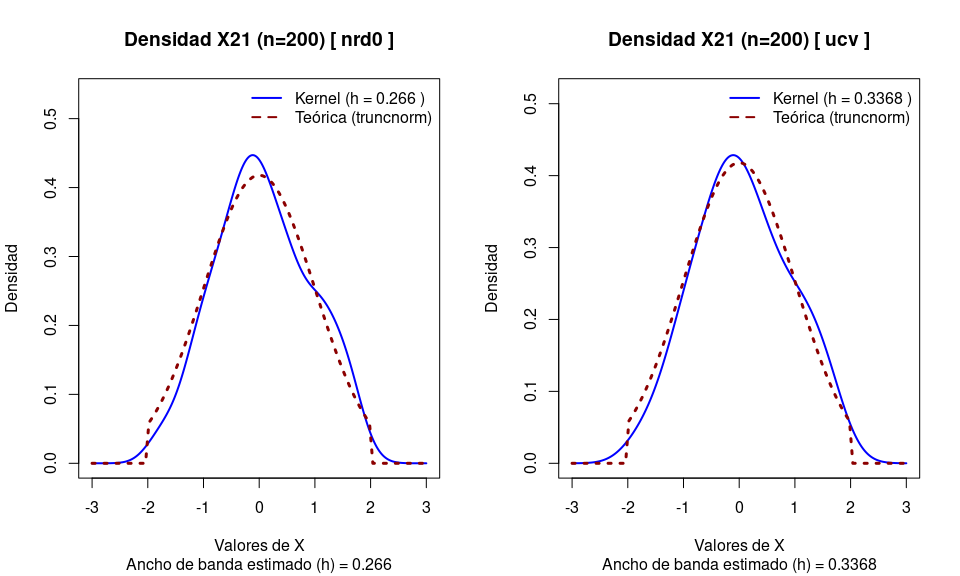 Densidad X21 (n=200) [ nrd0 ]
Kernel (h = 0.266 )
Teórica (truncnorm)
Densidad
0.5
0.4
0.3
0.2
0.1
0.0
-3 -2 -1 0 1 2 3
Valores de X
Ancho de banda estimado (h) = 0.266
Densidad X21 (n=200) [ ucv ]
Kernel (h = 0.3368 )
Teórica (truncnorm)
Densidad
0.5
0.4
0.3
0.2
0.1
0.0
-3 -2 -1 0 1 2 3
Valores de X
Ancho de banda estimado (h) = 0.3368